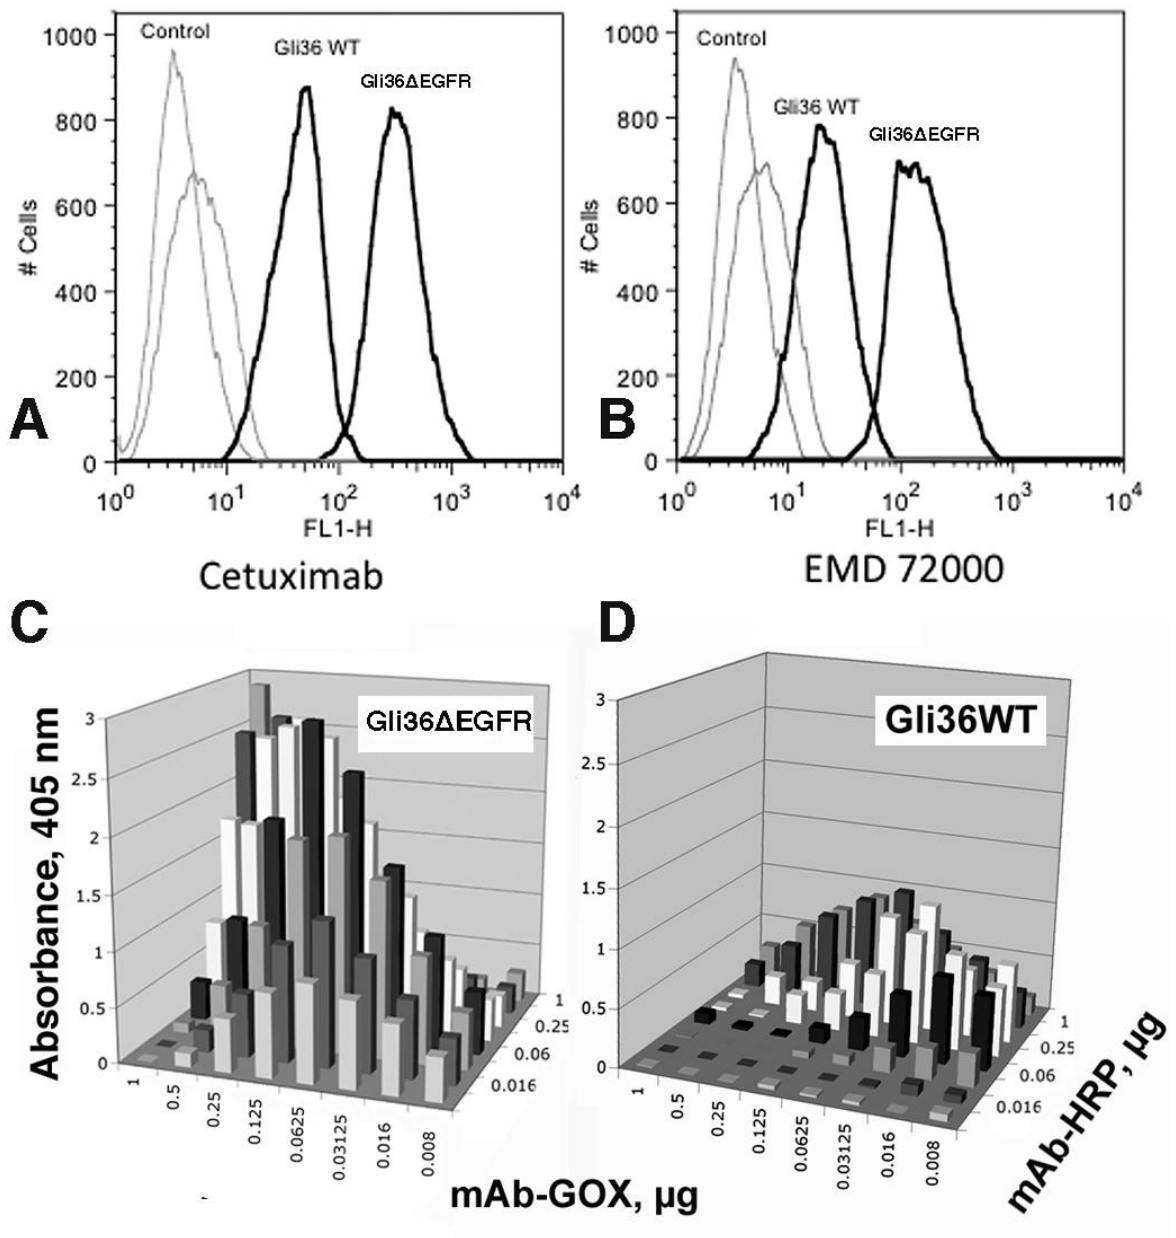 Control
Gli36 WT
Gli36ΔEGFR
1000
800
600
400
200
0
# Cells
A
10⁰ 10¹ 10² 10³ 10⁴
FL1-H
Cetuximab
Control
Gli36 WT
Gli36ΔEGFR
1000
800
600
400
200
0
# Cells
B
10⁰ 10¹ 10² 10³ 10⁴
FL1-H
EMD 72000
C
Gli36ΔEGFR
Absorbance, 405 nm
3
2.5
2
1.5
1
0.5
0
1 0.5 0.25 0.125 0.0625 0.03125 0.016 0.008
1
0.25
0.06
0.016
D
Gli36WT
3
2.5
2
1.5
1
0.5
0
1 0.5 0.25 0.125 0.0625 0.03125 0.016 0.008
1
0.25
0.06
0.016
mAb-HRP, µg
mAb-GOX, µg